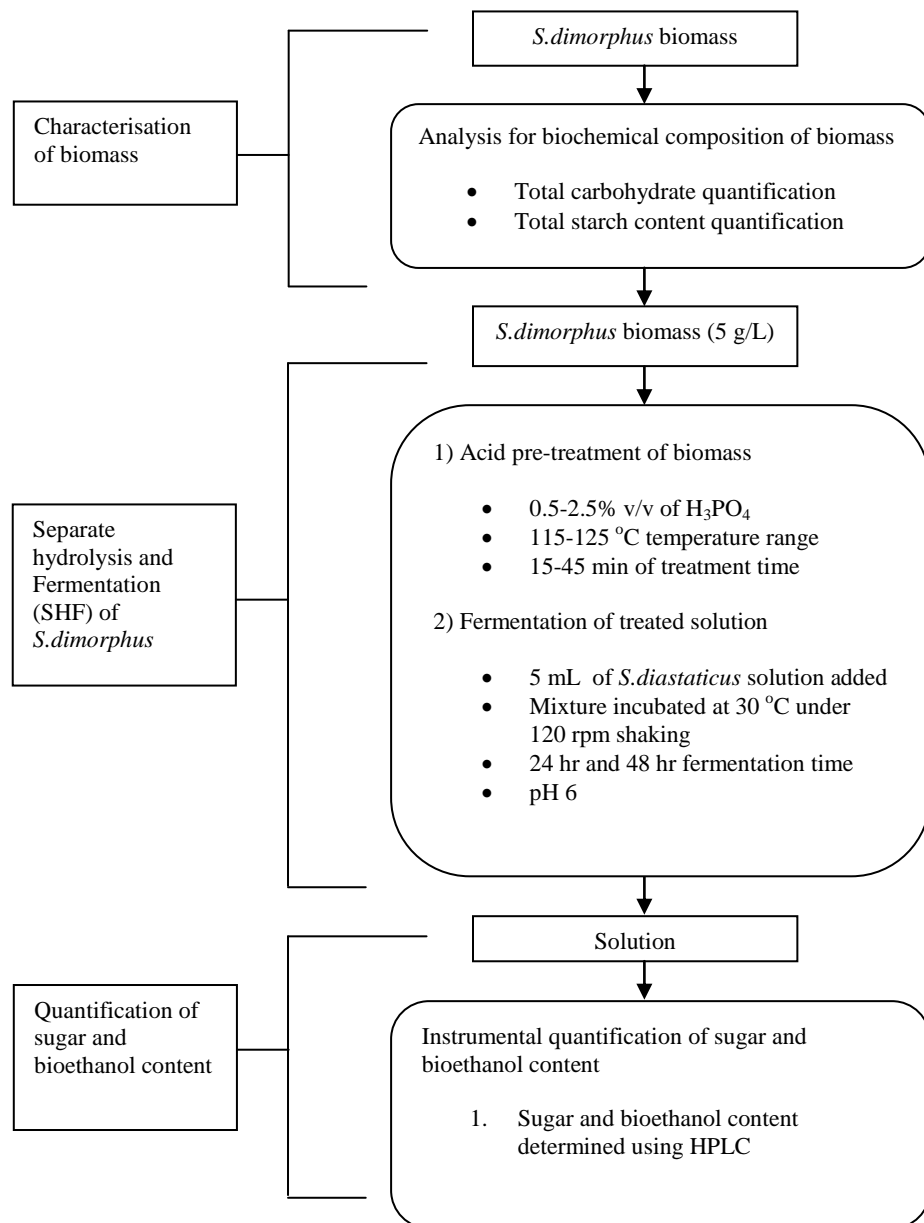 S.dimorphus biomass
Characterisation
of biomass
Analysis for biochemical composition of biomass
• Total carbohydrate quantification
• Total starch content quantification
S.dimorphus biomass (5 g/L)
Separate
hydrolysis and
Fermentation
(SHF) of
S.dimorphus
1) Acid pre-treatment of biomass
• 0.5-2.5% v/v of H₃PO₄
• 115-125 °C temperature range
• 15-45 min of treatment time
2) Fermentation of treated solution
• 5 mL of S.diastaticus solution added
• Mixture incubated at 30 °C under
120 rpm shaking
• 24 hr and 48 hr fermentation time
• pH 6
Solution
Quantification of
sugar and
bioethanol content
Instrumental quantification of sugar and
bioethanol content
1. Sugar and bioethanol content
determined using HPLC